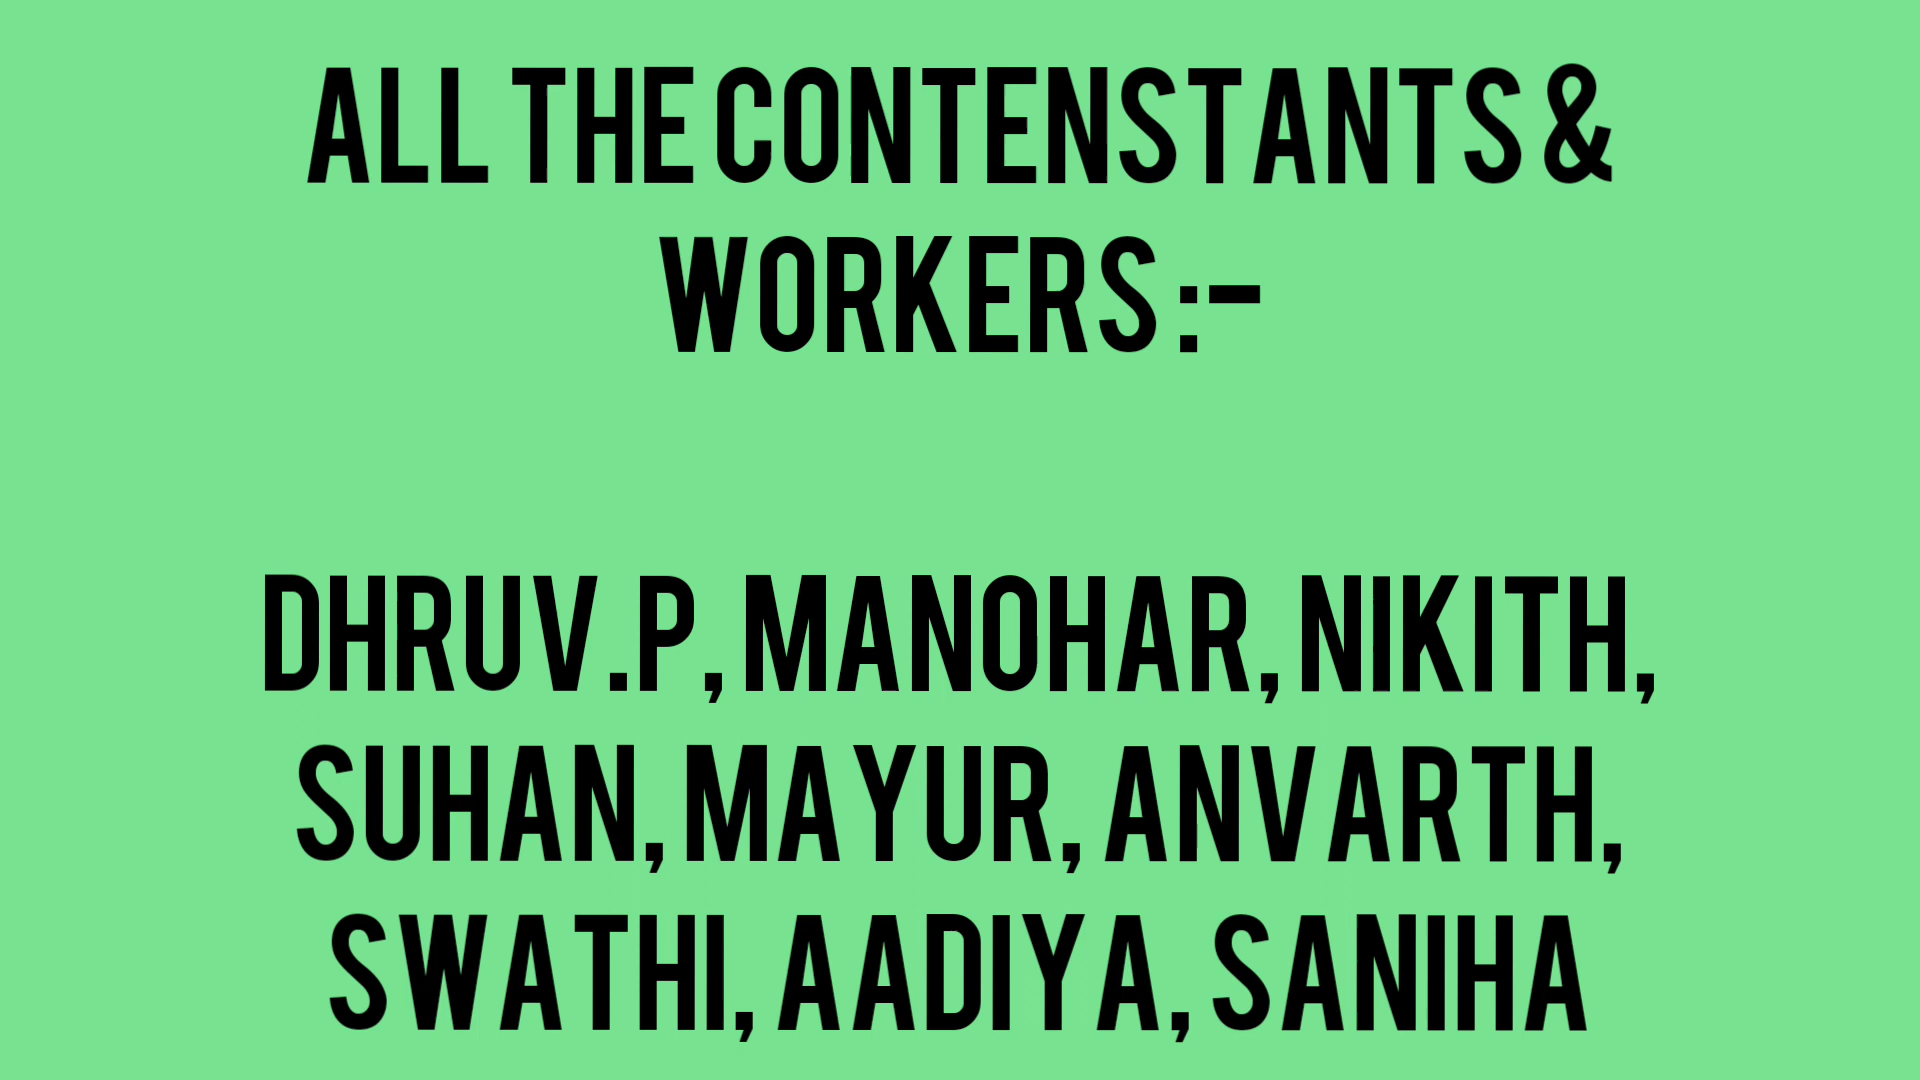 ALL THE CONTENSTANTS &
WORKERS :-
DHRUV.P, MANOHAR, NIKITH,
SUHAN, MAYUR, ANVARTH,
SWATHI, AADIYA, SANIHA